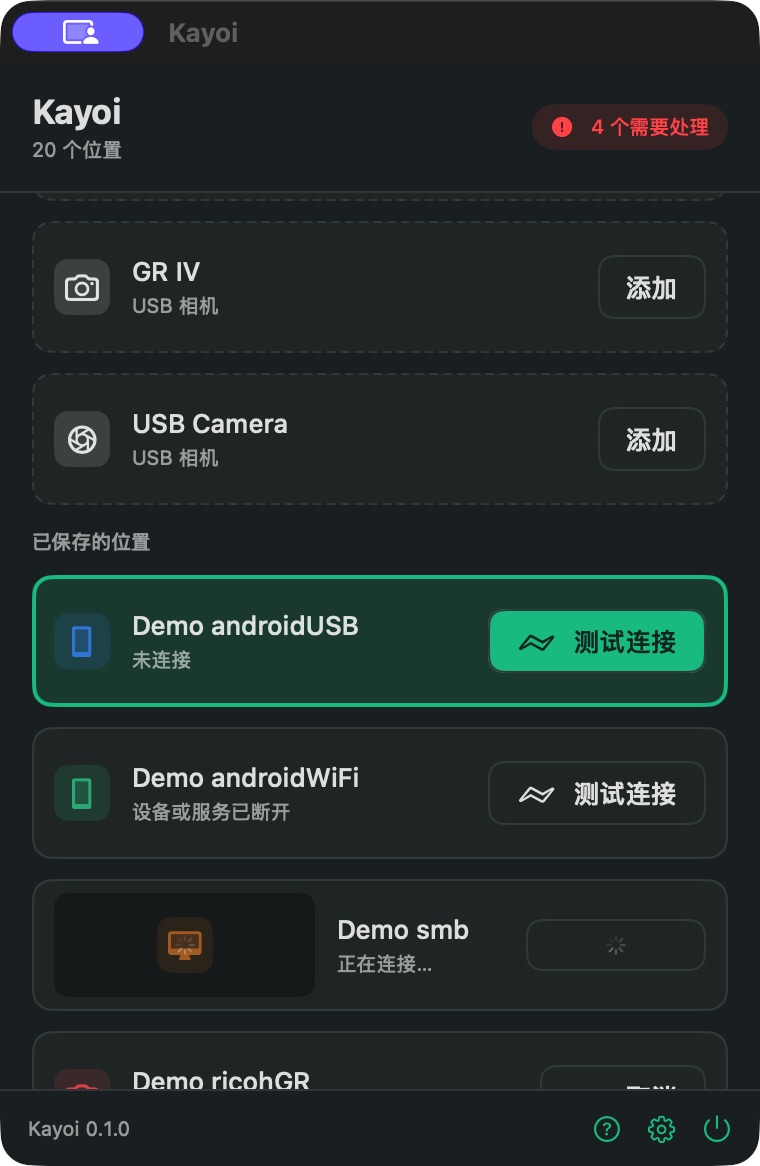 Kayoi
Kayoi
20 个位置
4 个需要处理
GR IV
USB 相机
添加
USB Camera
USB 相机
添加
已保存的位置
Demo androidUSB
未连接
测试连接
Demo androidWiFi
设备或服务已断开
测试连接
Demo smb
正在连接…
Demo ricohGR
Kayoi 0.1.0